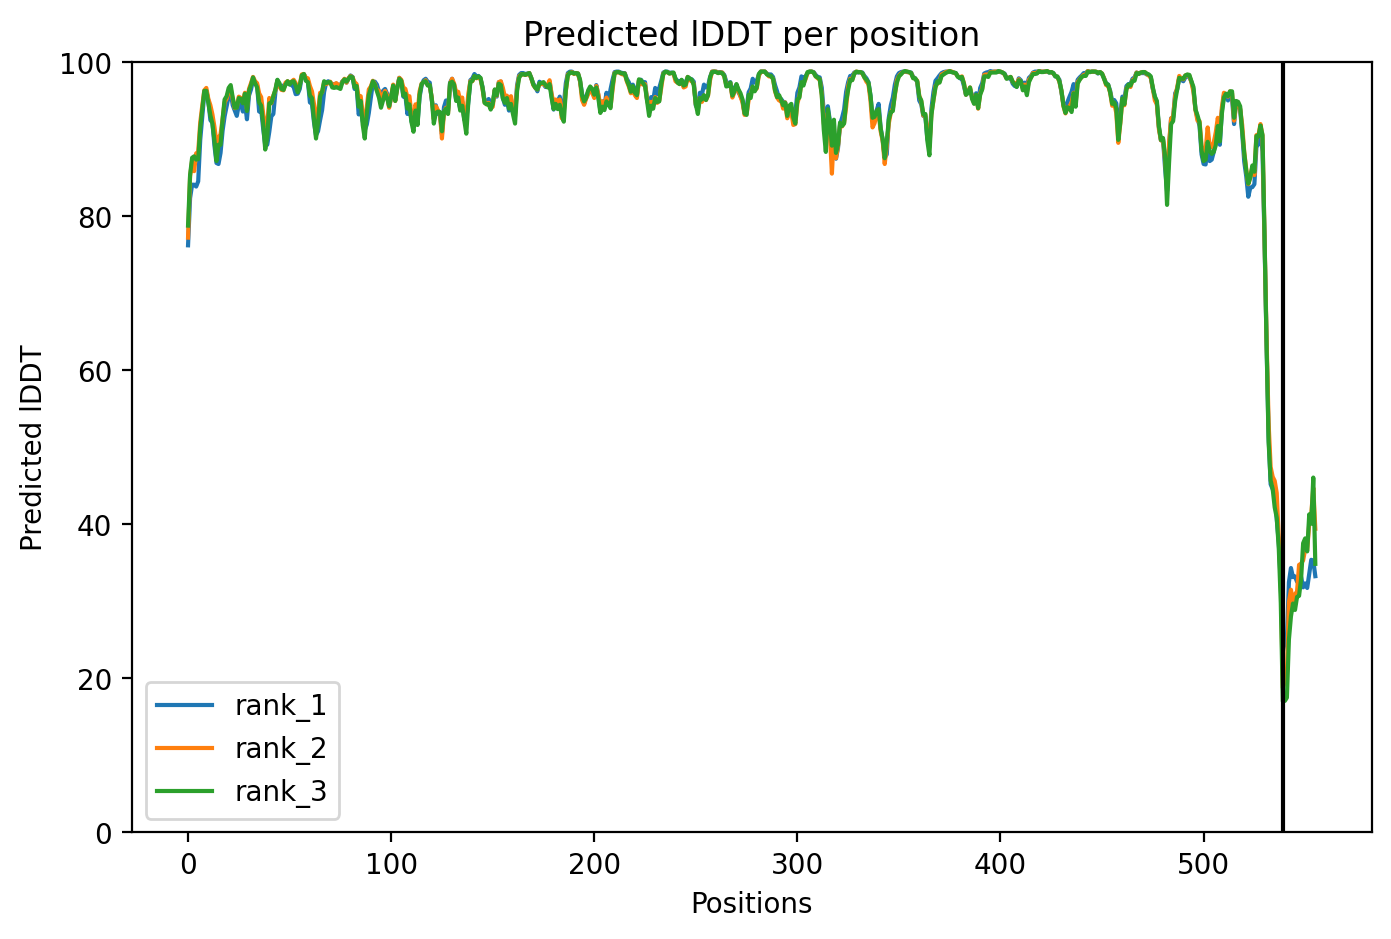 Predicted lDDT per position
100
80
60
40
20
0
Predicted lDDT
rank_1
rank_2
rank_3
0 100 200 300 400 500
Positions